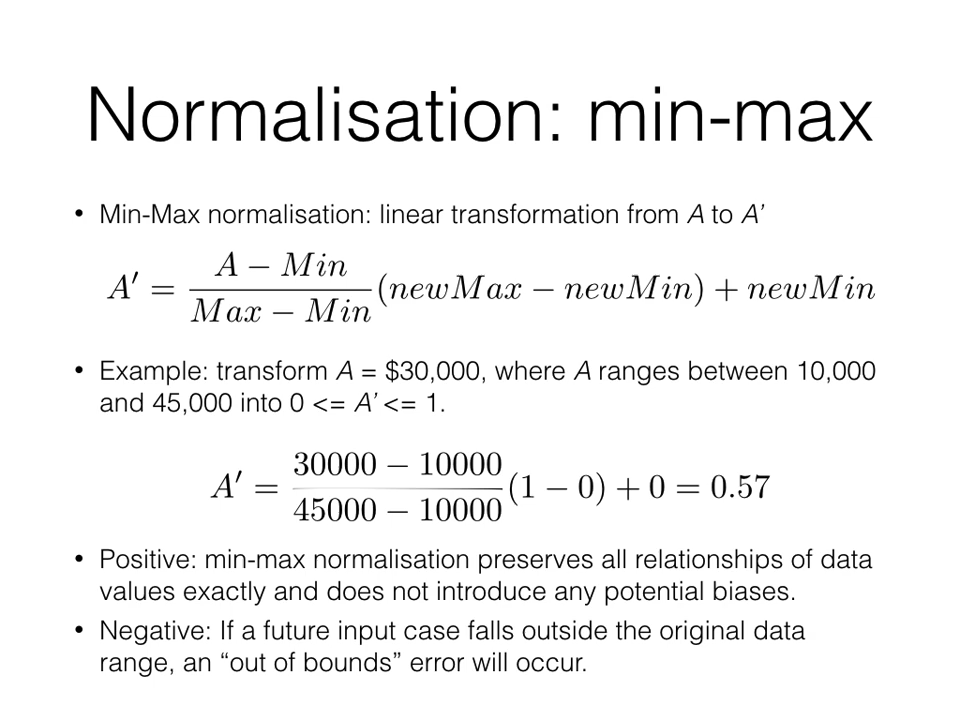 Normalisation: min-max
• Min-Max normalisation: linear transformation from A to A’
A′ = (A − Min)/(Max − Min) (newMax − newMin) + newMin
• Example: transform A = $30,000, where A ranges between 10,000
and 45,000 into 0 <= A’ <= 1.
A′ = (30000 − 10000)/(45000 − 10000) (1 − 0) + 0 = 0.57
• Positive: min-max normalisation preserves all relationships of data
values exactly and does not introduce any potential biases.
• Negative: If a future input case falls outside the original data
range, an “out of bounds” error will occur.